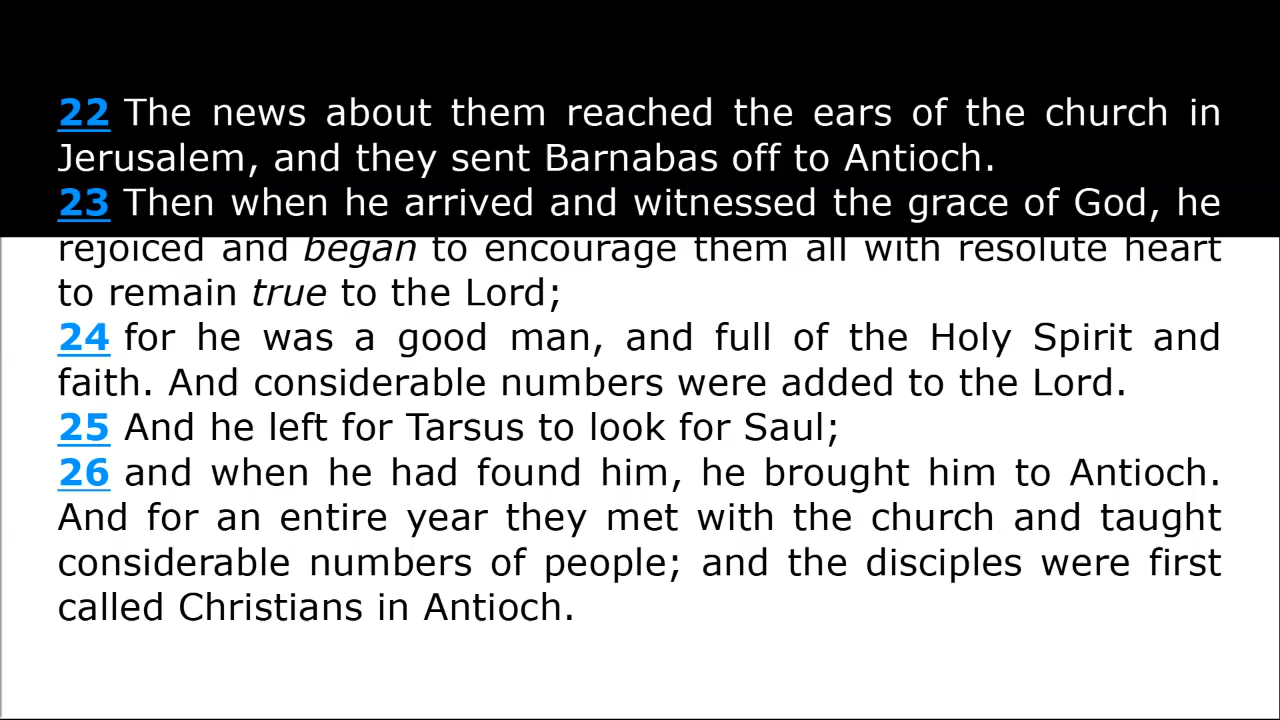 22 The news about them reached the ears of the church in
Jerusalem, and they sent Barnabas off to Antioch.
23 Then when he arrived and witnessed the grace of God, he
rejoiced and began to encourage them all with resolute heart
to remain true to the Lord;
24 for he was a good man, and full of the Holy Spirit and
faith. And considerable numbers were added to the Lord.
25 And he left for Tarsus to look for Saul;
26 and when he had found him, he brought him to Antioch.
And for an entire year they met with the church and taught
considerable numbers of people; and the disciples were first
called Christians in Antioch.